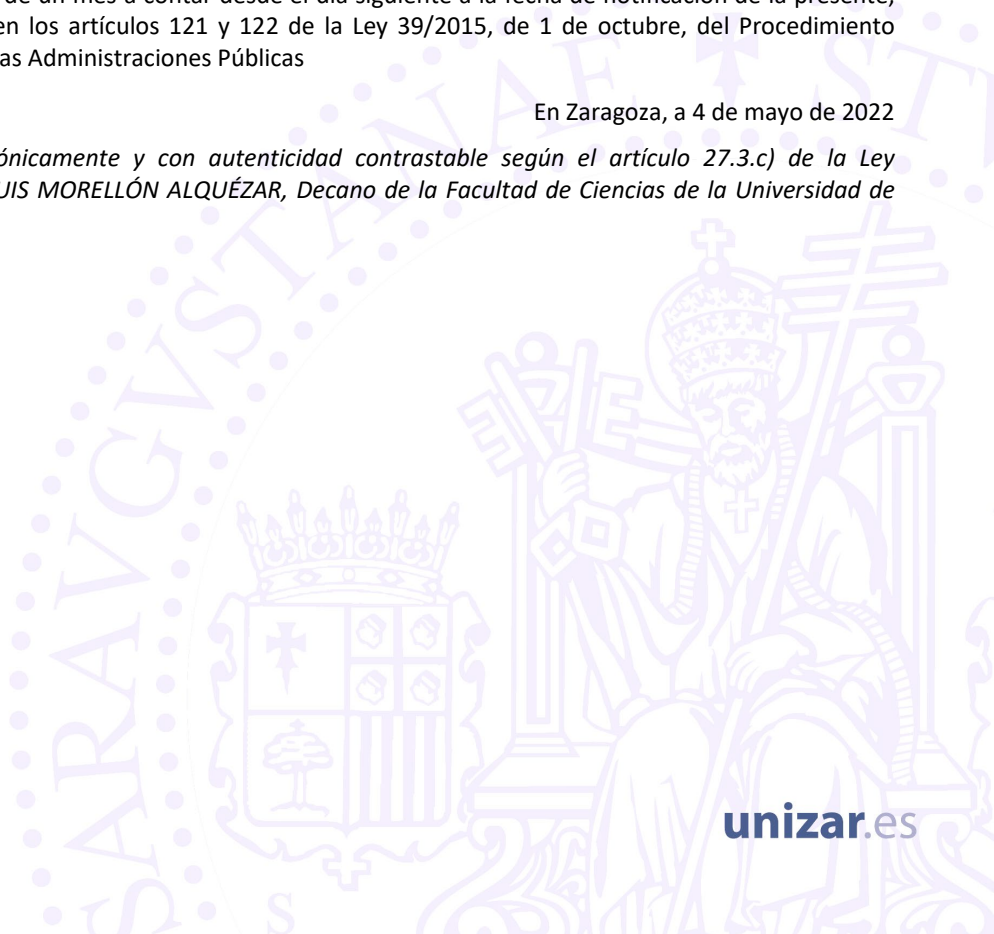 de un mes a contar desde el día siguiente a la fecha de notificación de la presente,
en los artículos 121 y 122 de la Ley 39/2015, de 1 de octubre, del Procedimiento
as Administraciones Públicas
En Zaragoza, a 4 de mayo de 2022
ónicamente y con autenticidad contrastable según el artículo 27.3.c) de la Ley
UIS MORELLÓN ALQUÉZAR, Decano de la Facultad de Ciencias de la Universidad de
SARAVGVSTANAE ST
S
unizar.es